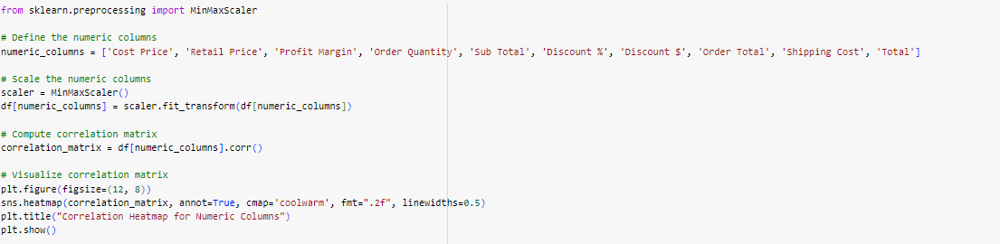 from sklearn.preprocessing import MinMaxScaler
# Define the numeric columns
numeric_columns = ['Cost Price', 'Retail Price', 'Profit Margin', 'Order Quantity', 'Sub Total', 'Discount %', 'Discount $', 'Order Total', 'Shipping Cost', 'Total']
# Scale the numeric columns
scaler = MinMaxScaler()
df[numeric_columns] = scaler.fit_transform(df[numeric_columns])
# Compute correlation matrix
correlation_matrix = df[numeric_columns].corr()
# Visualize correlation matrix
plt.figure(figsize=(12, 8))
sns.heatmap(correlation_matrix, annot=True, cmap='coolwarm', fmt=".2f", linewidths=0.5)
plt.title("Correlation Heatmap for Numeric Columns")
plt.show()